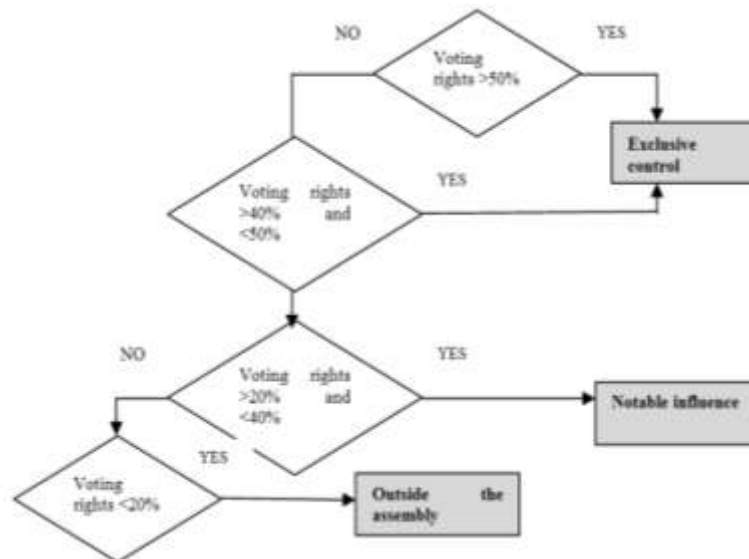 NO
YES
Voting
rights >50%
Exclusive
control
Voting rights
>40% and
<50%
YES
NO
YES
Voting rights
>20% and
<40%
Notable influence
YES
Voting
rights <20%
Outside the
assembly